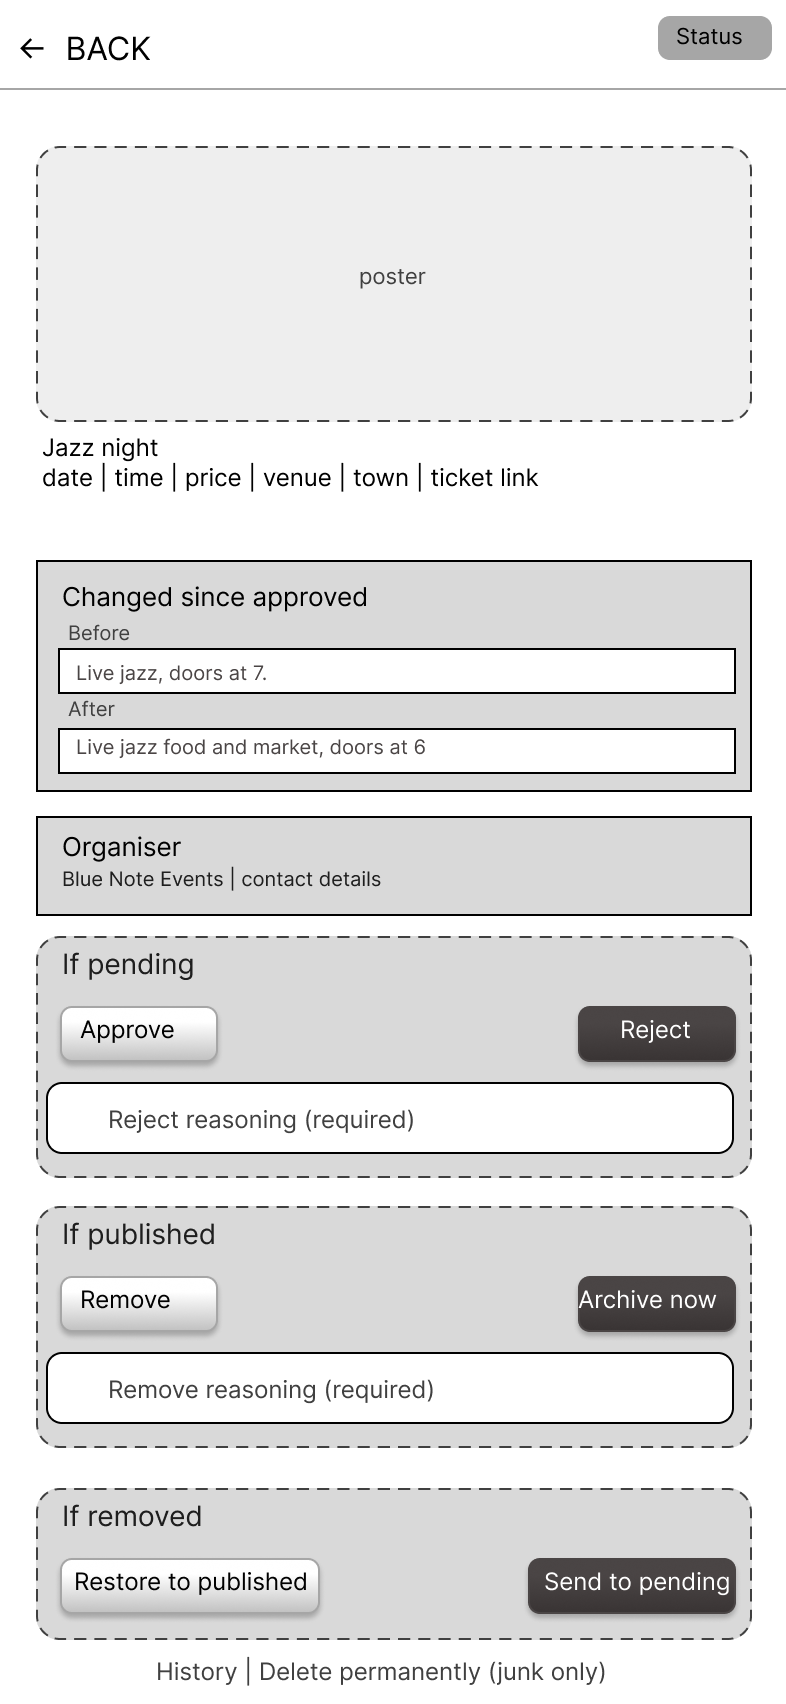 ← BACK
Status
poster
Jazz night
date | time | price | venue | town | ticket link
Changed since approved
Before
Live jazz, doors at 7.
After
Live jazz food and market, doors at 6
Organiser
Blue Note Events | contact details
If pending
Approve
Reject
Reject reasoning (required)
If published
Remove
Archive now
Remove reasoning (required)
If removed
Restore to published
Send to pending
History | Delete permanently (junk only)